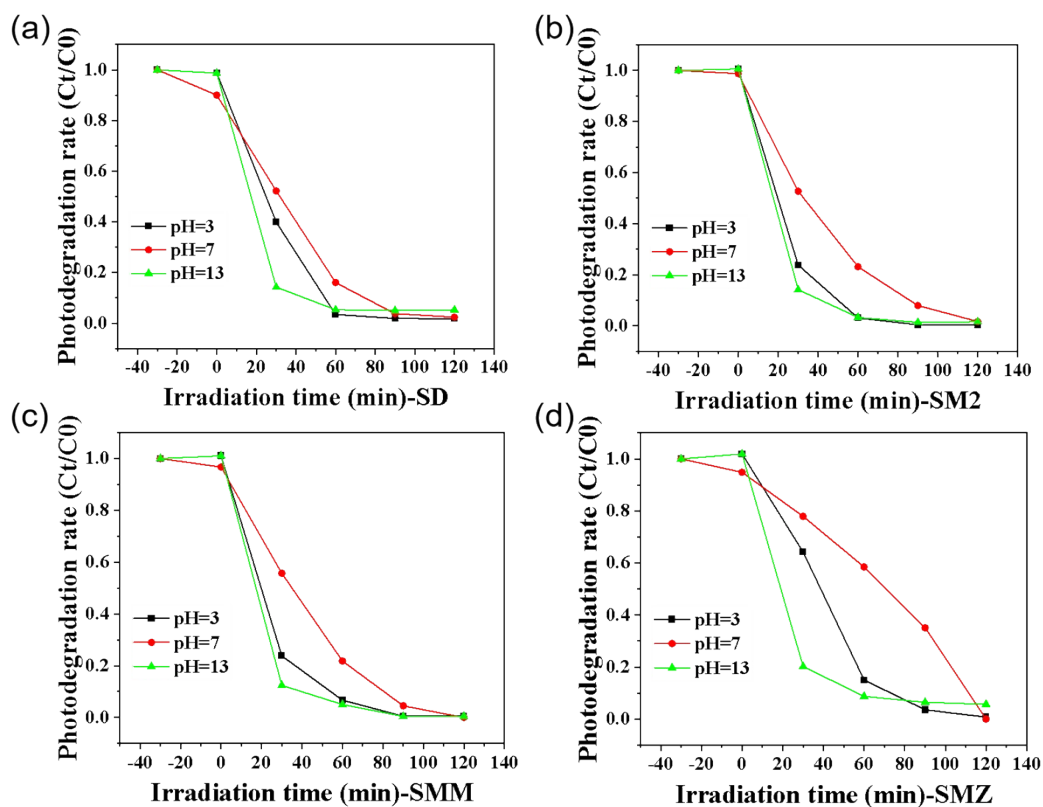 (a)
Photodegradation rate (Ct/C0)
1.0
0.8
0.6
0.4
0.2
0.0
pH=3
pH=7
pH=13
-40 -20 0 20 40 60 80 100 120 140
Irradiation time (min)-SD
(b)
Photodegradation rate (Ct/C0)
1.0
0.8
0.6
0.4
0.2
0.0
pH=3
pH=7
pH=13
-40 -20 0 20 40 60 80 100 120 140
Irradiation time (min)-SM2
(c)
Photodegradation rate (Ct/C0)
1.0
0.8
0.6
0.4
0.2
0.0
pH=3
pH=7
pH=13
-40 -20 0 20 40 60 80 100 120 140
Irradiation time (min)-SMM
(d)
Photodegradation rate (Ct/C0)
1.0
0.8
0.6
0.4
0.2
0.0
pH=3
pH=7
pH=13
-40 -20 0 20 40 60 80 100 120 140
Irradiation time (min)-SMZ